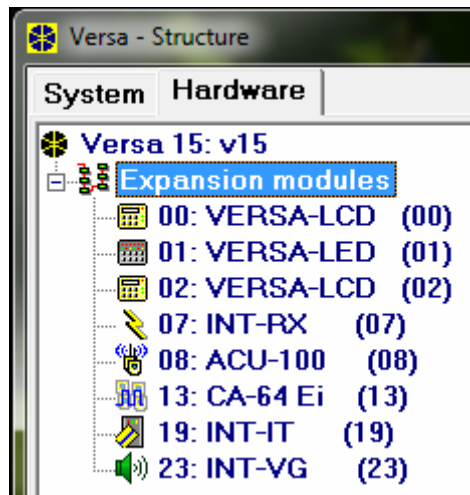 Versa - Structure
System Hardware
Versa 15: v15
Expansion modules
00: VERSA-LCD (00)
01: VERSA-LED (01)
02: VERSA-LCD (02)
07: INT-RX (07)
08: ACU-100 (08)
13: CA-64 Ei (13)
19: INT-IT (19)
23: INT-VG (23)